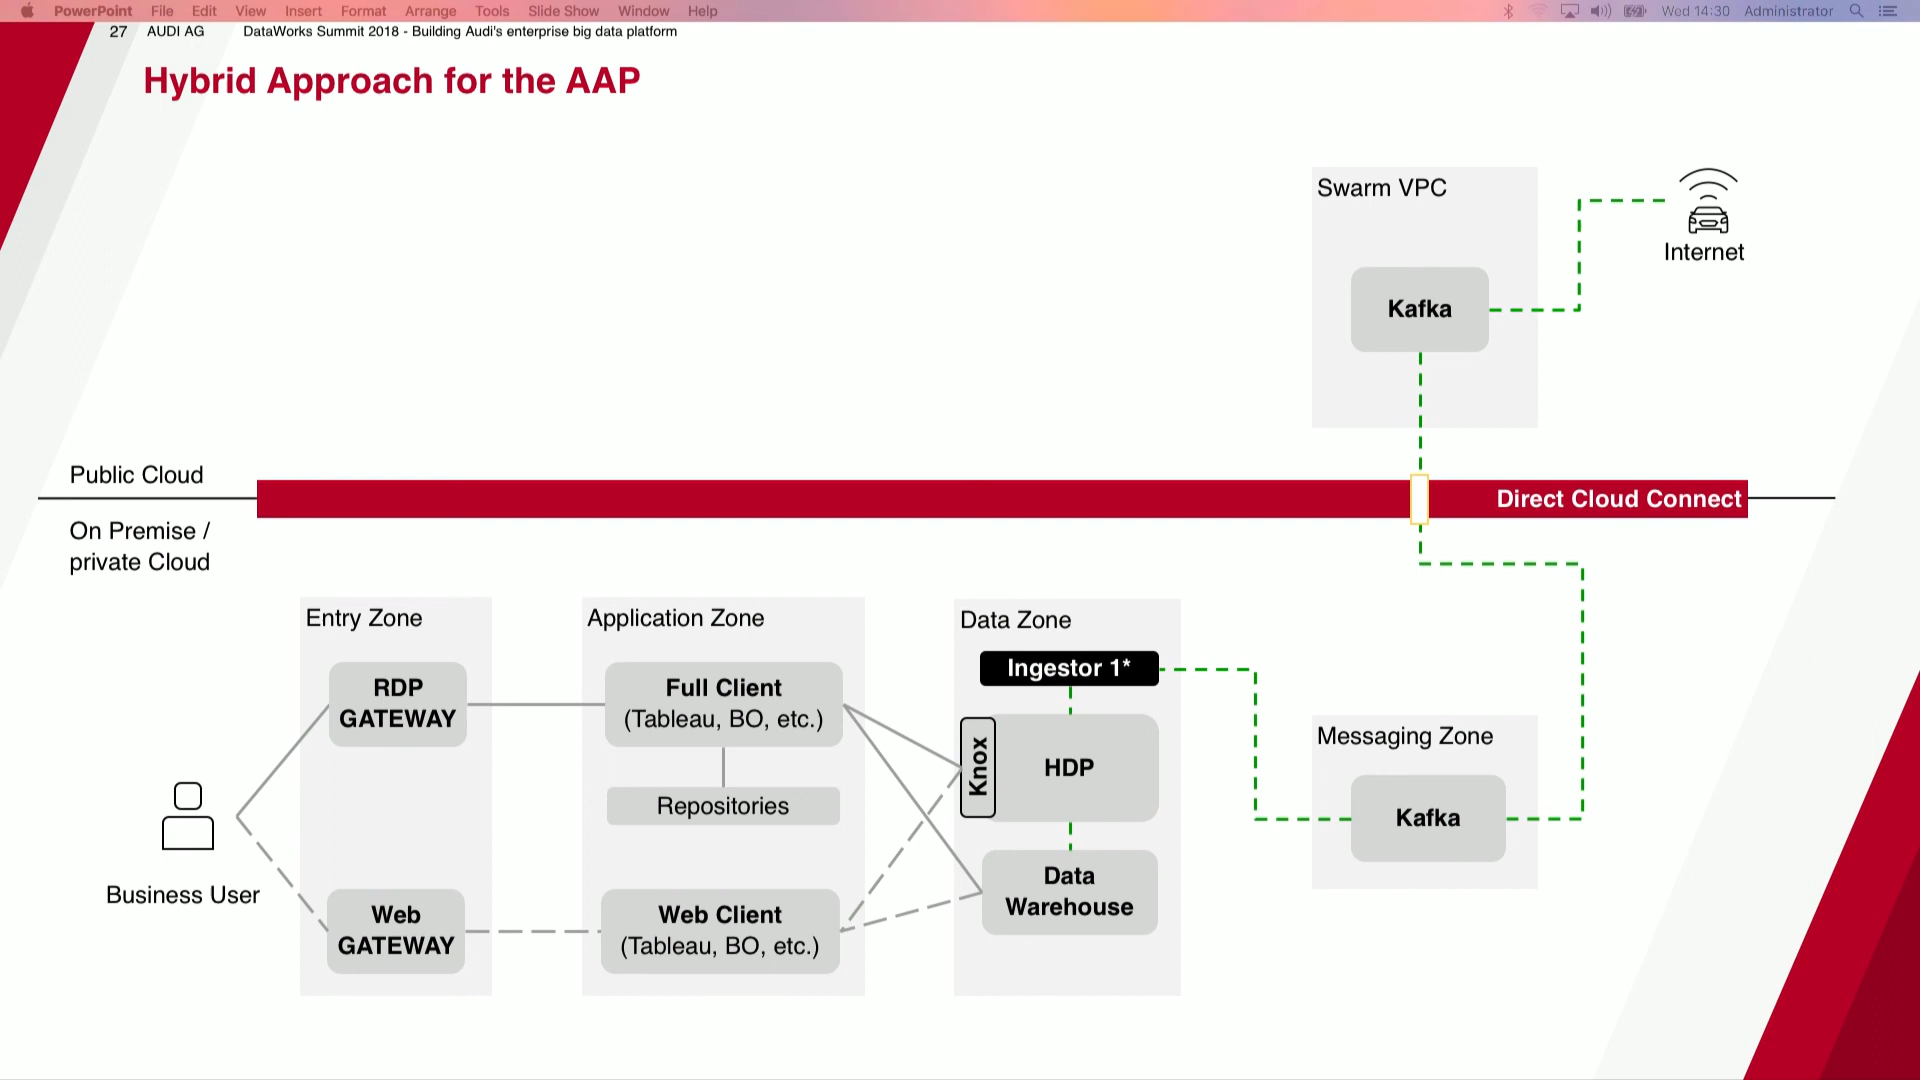 PowerPoint File Edit View Insert Format Arrange Tools Slide Show Window Help Wed 14:30 Administrator
27 AUDI AG DataWorks Summit 2018 - Building Audi's enterprise big data platform
Hybrid Approach for the AAP
Swarm VPC
Internet
Kafka
Public Cloud
Direct Cloud Connect
On Premise /
private Cloud
Entry Zone
RDP
GATEWAY
Web
GATEWAY
Business User
Application Zone
Full Client
(Tableau, BO, etc.)
Repositories
Web Client
(Tableau, BO, etc.)
Data Zone
Ingestor 1*
Knox
HDP
Data
Warehouse
Messaging Zone
Kafka